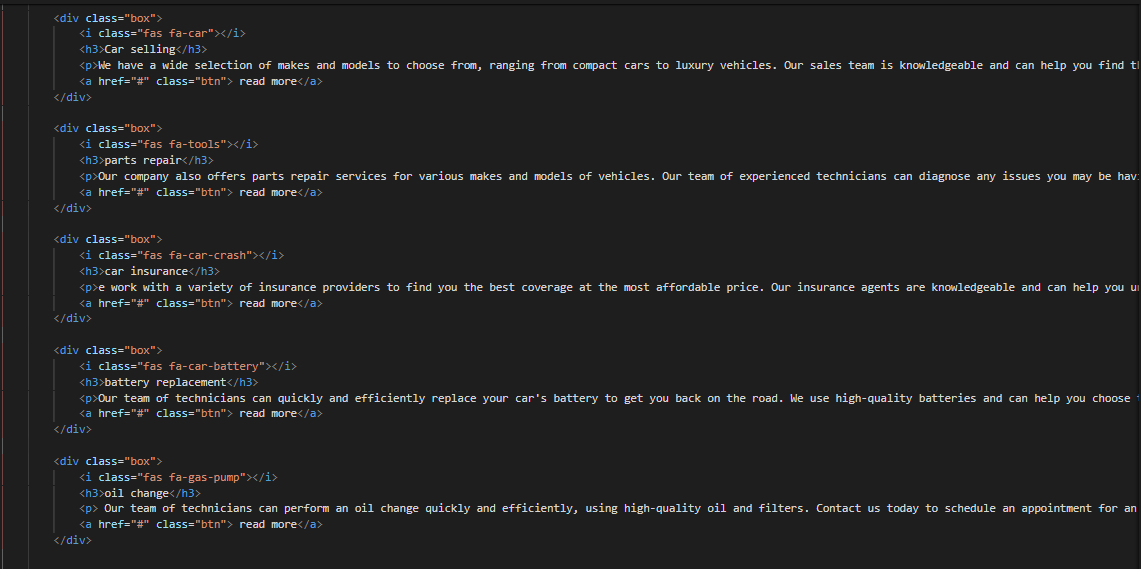 <div class="box">
<i class="fas fa-car"></i>
<h3>Car selling</h3>
<p>We have a wide selection of makes and models to choose from, ranging from compact cars to luxury vehicles. Our sales team is knowledgeable and can help you find
<a href="#" class="btn"> read more</a>
</div>
<div class="box">
<i class="fas fa-tools"></i>
<h3>parts repair</h3>
<p>Our company also offers parts repair services for various makes and models of vehicles. Our team of experienced technicians can diagnose any issues you may be hav
<a href="#" class="btn"> read more</a>
</div>
<div class="box">
<i class="fas fa-car-crash"></i>
<h3>car insurance</h3>
<p>e work with a variety of insurance providers to find you the best coverage at the most affordable price. Our insurance agents are knowledgeable and can help you
<a href="#" class="btn"> read more</a>
</div>
<div class="box">
<i class="fas fa-car-battery"></i>
<h3>battery replacement</h3>
<p>Our team of technicians can quickly and efficiently replace your car's battery to get you back on the road. We use high-quality batteries and can help you choose
<a href="#" class="btn"> read more</a>
</div>
<div class="box">
<i class="fas fa-gas-pump"></i>
<h3>oil change</h3>
<p> Our team of technicians can perform an oil change quickly and efficiently, using high-quality oil and filters. Contact us today to schedule an appointment for an
<a href="#" class="btn"> read more</a>
</div>